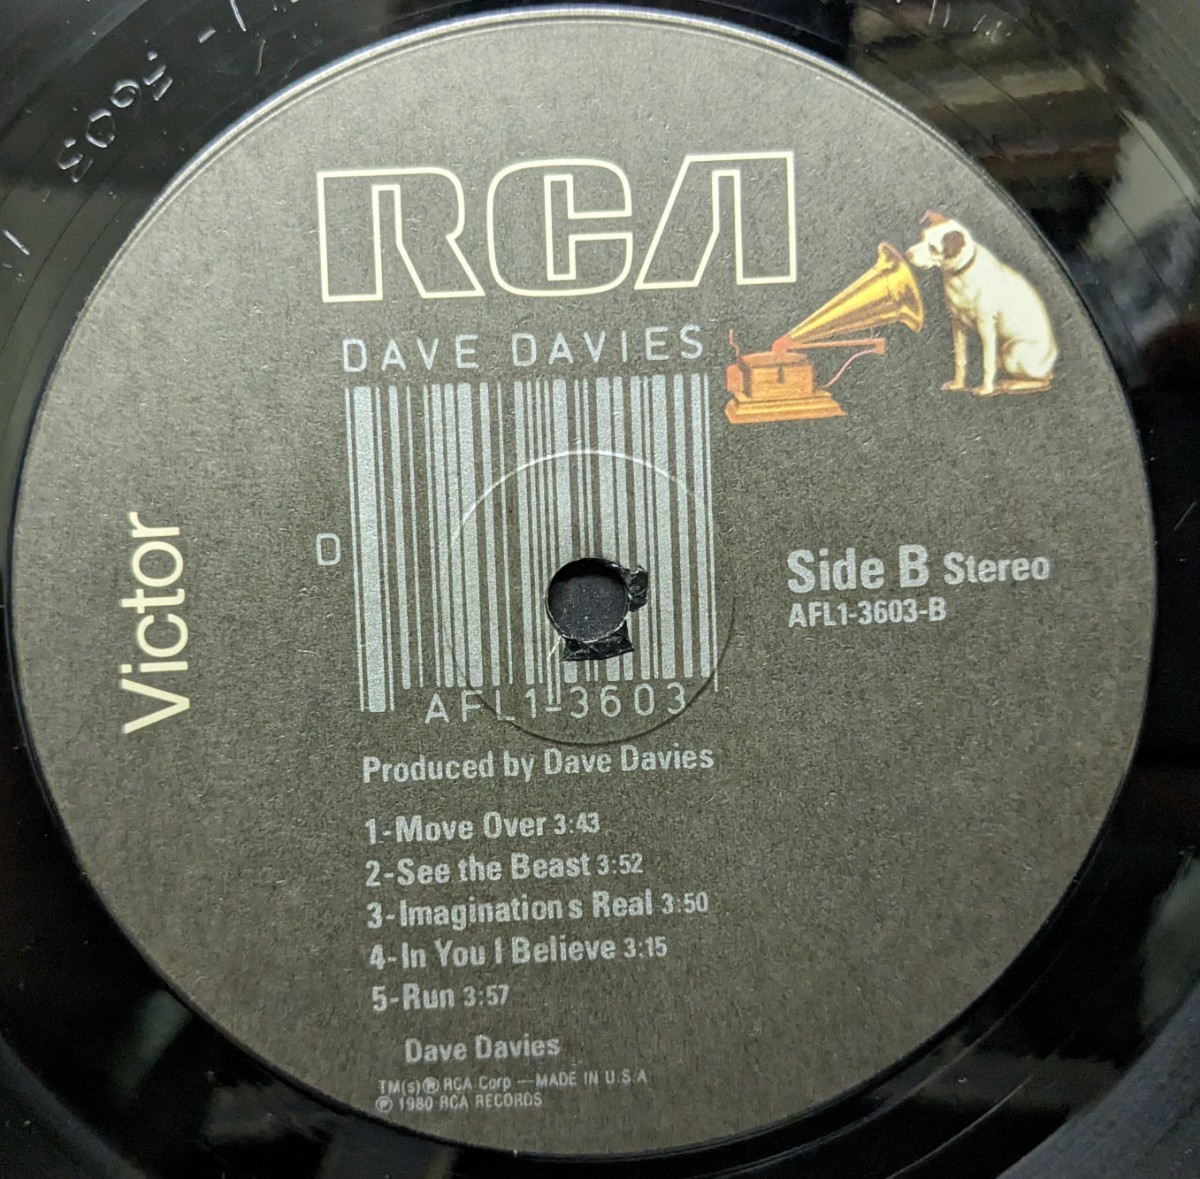 RCA
DAVE DAVIES
D
AFL1-3603
Victor
Side B Stereo
AFL1-3603-B
Produced by Dave Davies
1-Move Over 3:43
2-See the Beast 3:52
3-Imaginations Real 3:50
4-In You I Believe 3:15
5-Run 3:57
Dave Davies
TM(s)® RCA Corp—MADE IN U.S.A
℗ 1980 RCA RECORDS